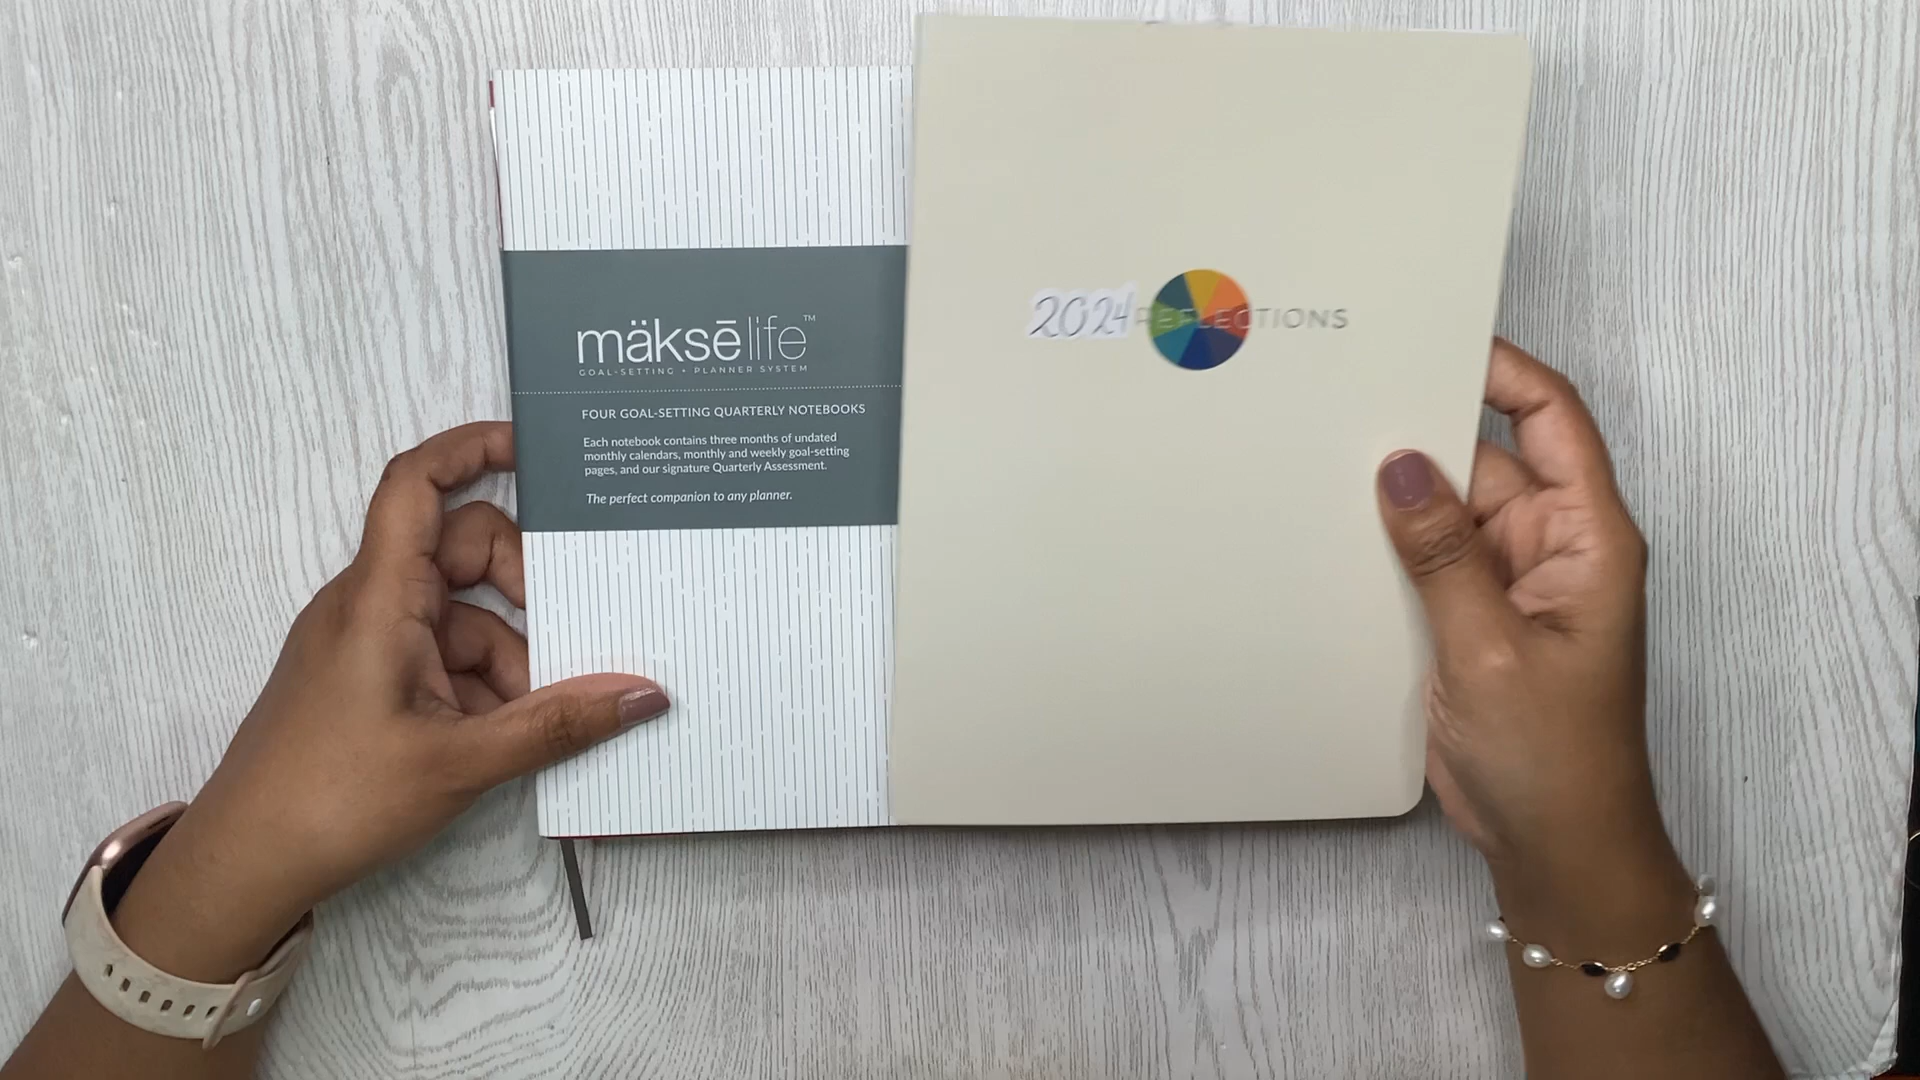 mäksē life™
GOAL-SETTING + PLANNER SYSTEM
FOUR GOAL-SETTING QUARTERLY NOTEBOOKS
Each notebook contains three months of undated
monthly calendars, monthly and weekly goal-setting
pages, and our signature Quarterly Assessment.
The perfect companion to any planner.
2024 REFLECTIONS